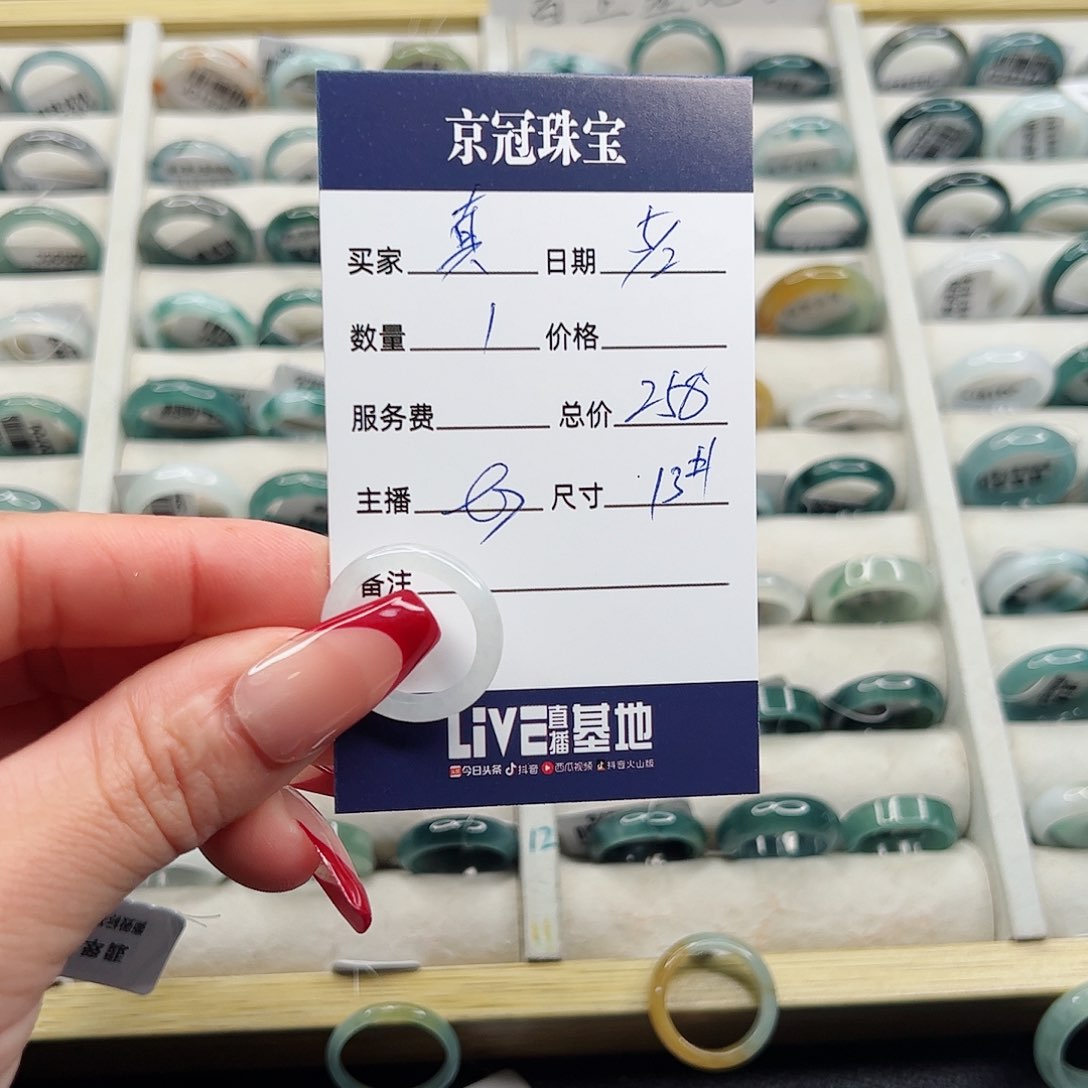 京冠珠宝
买家 真 日期
数量 1 价格
服务费 总价 258
主播 尺寸 13#
备注
LIVE直播基地
今日头条 抖音 西瓜视频 抖音火山版
12